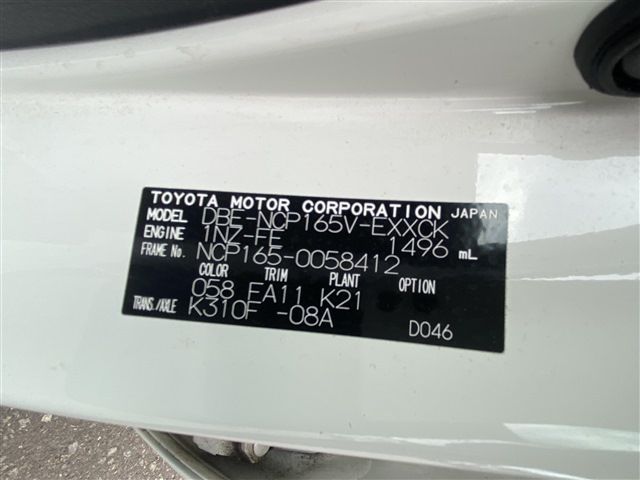 TOYOTA MOTOR CORPORATION JAPAN
MODEL DBE-NCP165V-EXXCK
ENGINE 1NZ-FE 1496 mL
FRAME No. NCP165-0058412
COLOR TRIM PLANT OPTION
058 FA11 K21
TRANS./AXLE K310F -08A
D046